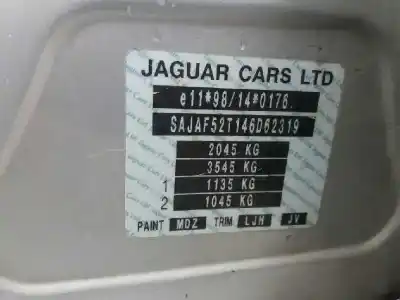 JAGUAR CARS LTD
e11*98/14*0176
SAJAF52T146D62319
2045 KG
3545 KG
1 1135 KG
2 1045 KG
PAINT MDZ TRIM LJH JV